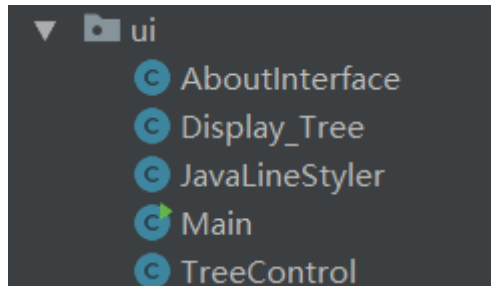 ui
AboutInterface
Display_Tree
JavaLineStyler
Main
TreeControl